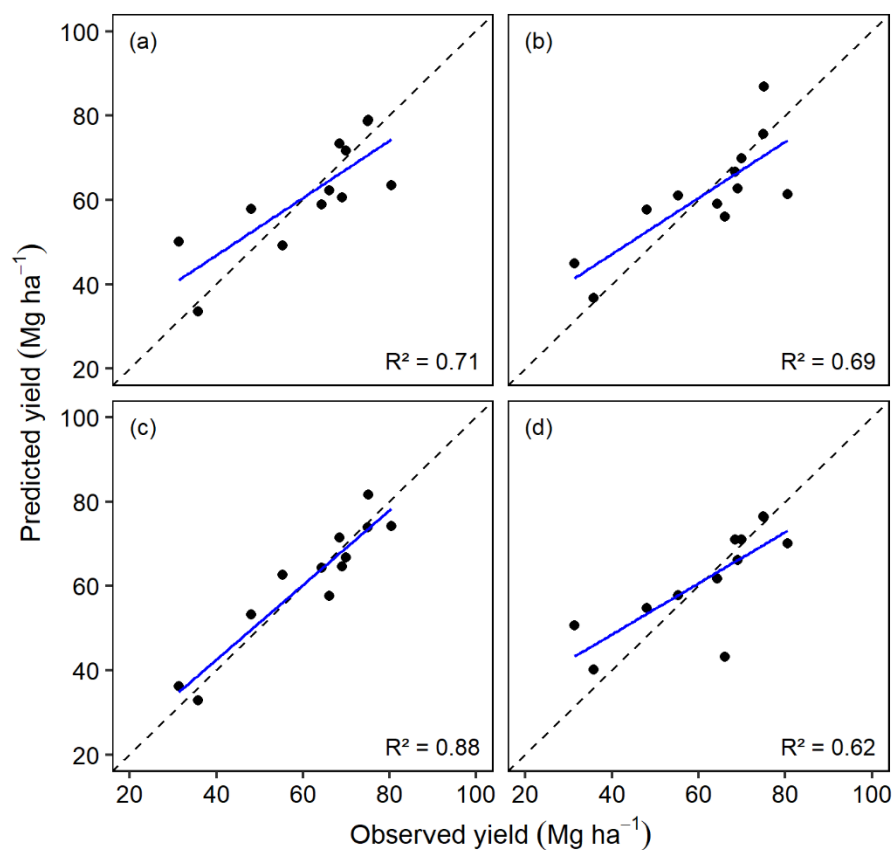 (a)
(b)
100
80
60
40
20
R² = 0.71
R² = 0.69
(c)
(d)
100
80
60
40
20
R² = 0.88
R² = 0.62
20 40 60 80 100 20 40 60 80 100
Predicted yield (Mg ha⁻¹)
Observed yield (Mg ha⁻¹)